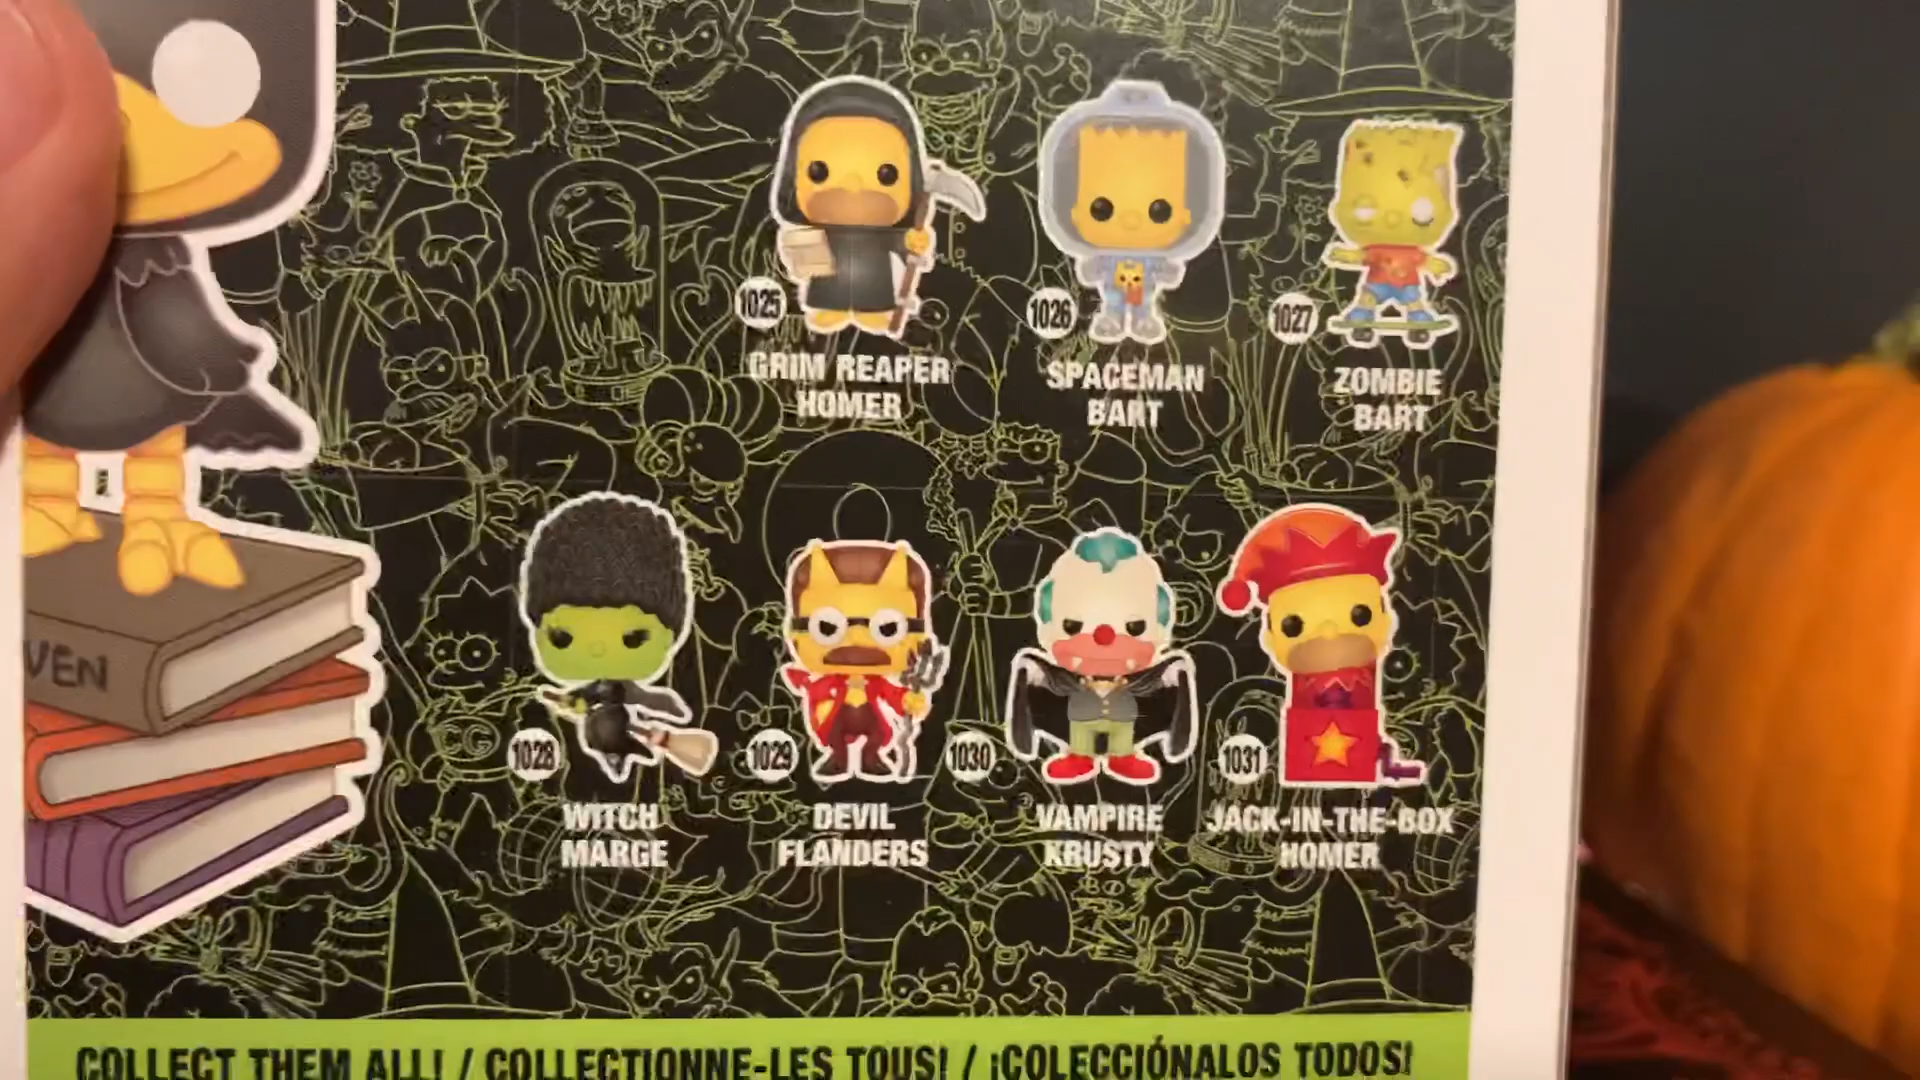 1025
GRIM REAPER
HOMER
1026
SPACEMAN
BART
1027
ZOMBIE
BART
VEN
1028
WITCH
MARGE
1029
DEVIL
FLANDERS
1030
VAMPIRE
KRUSTY
1031
JACK-IN-THE-BOX
HOMER
CG
COLLECT THEM ALL! / COLLECTIONNE-LES TOUS! / ¡COLECCIÓNALOS TODOS!